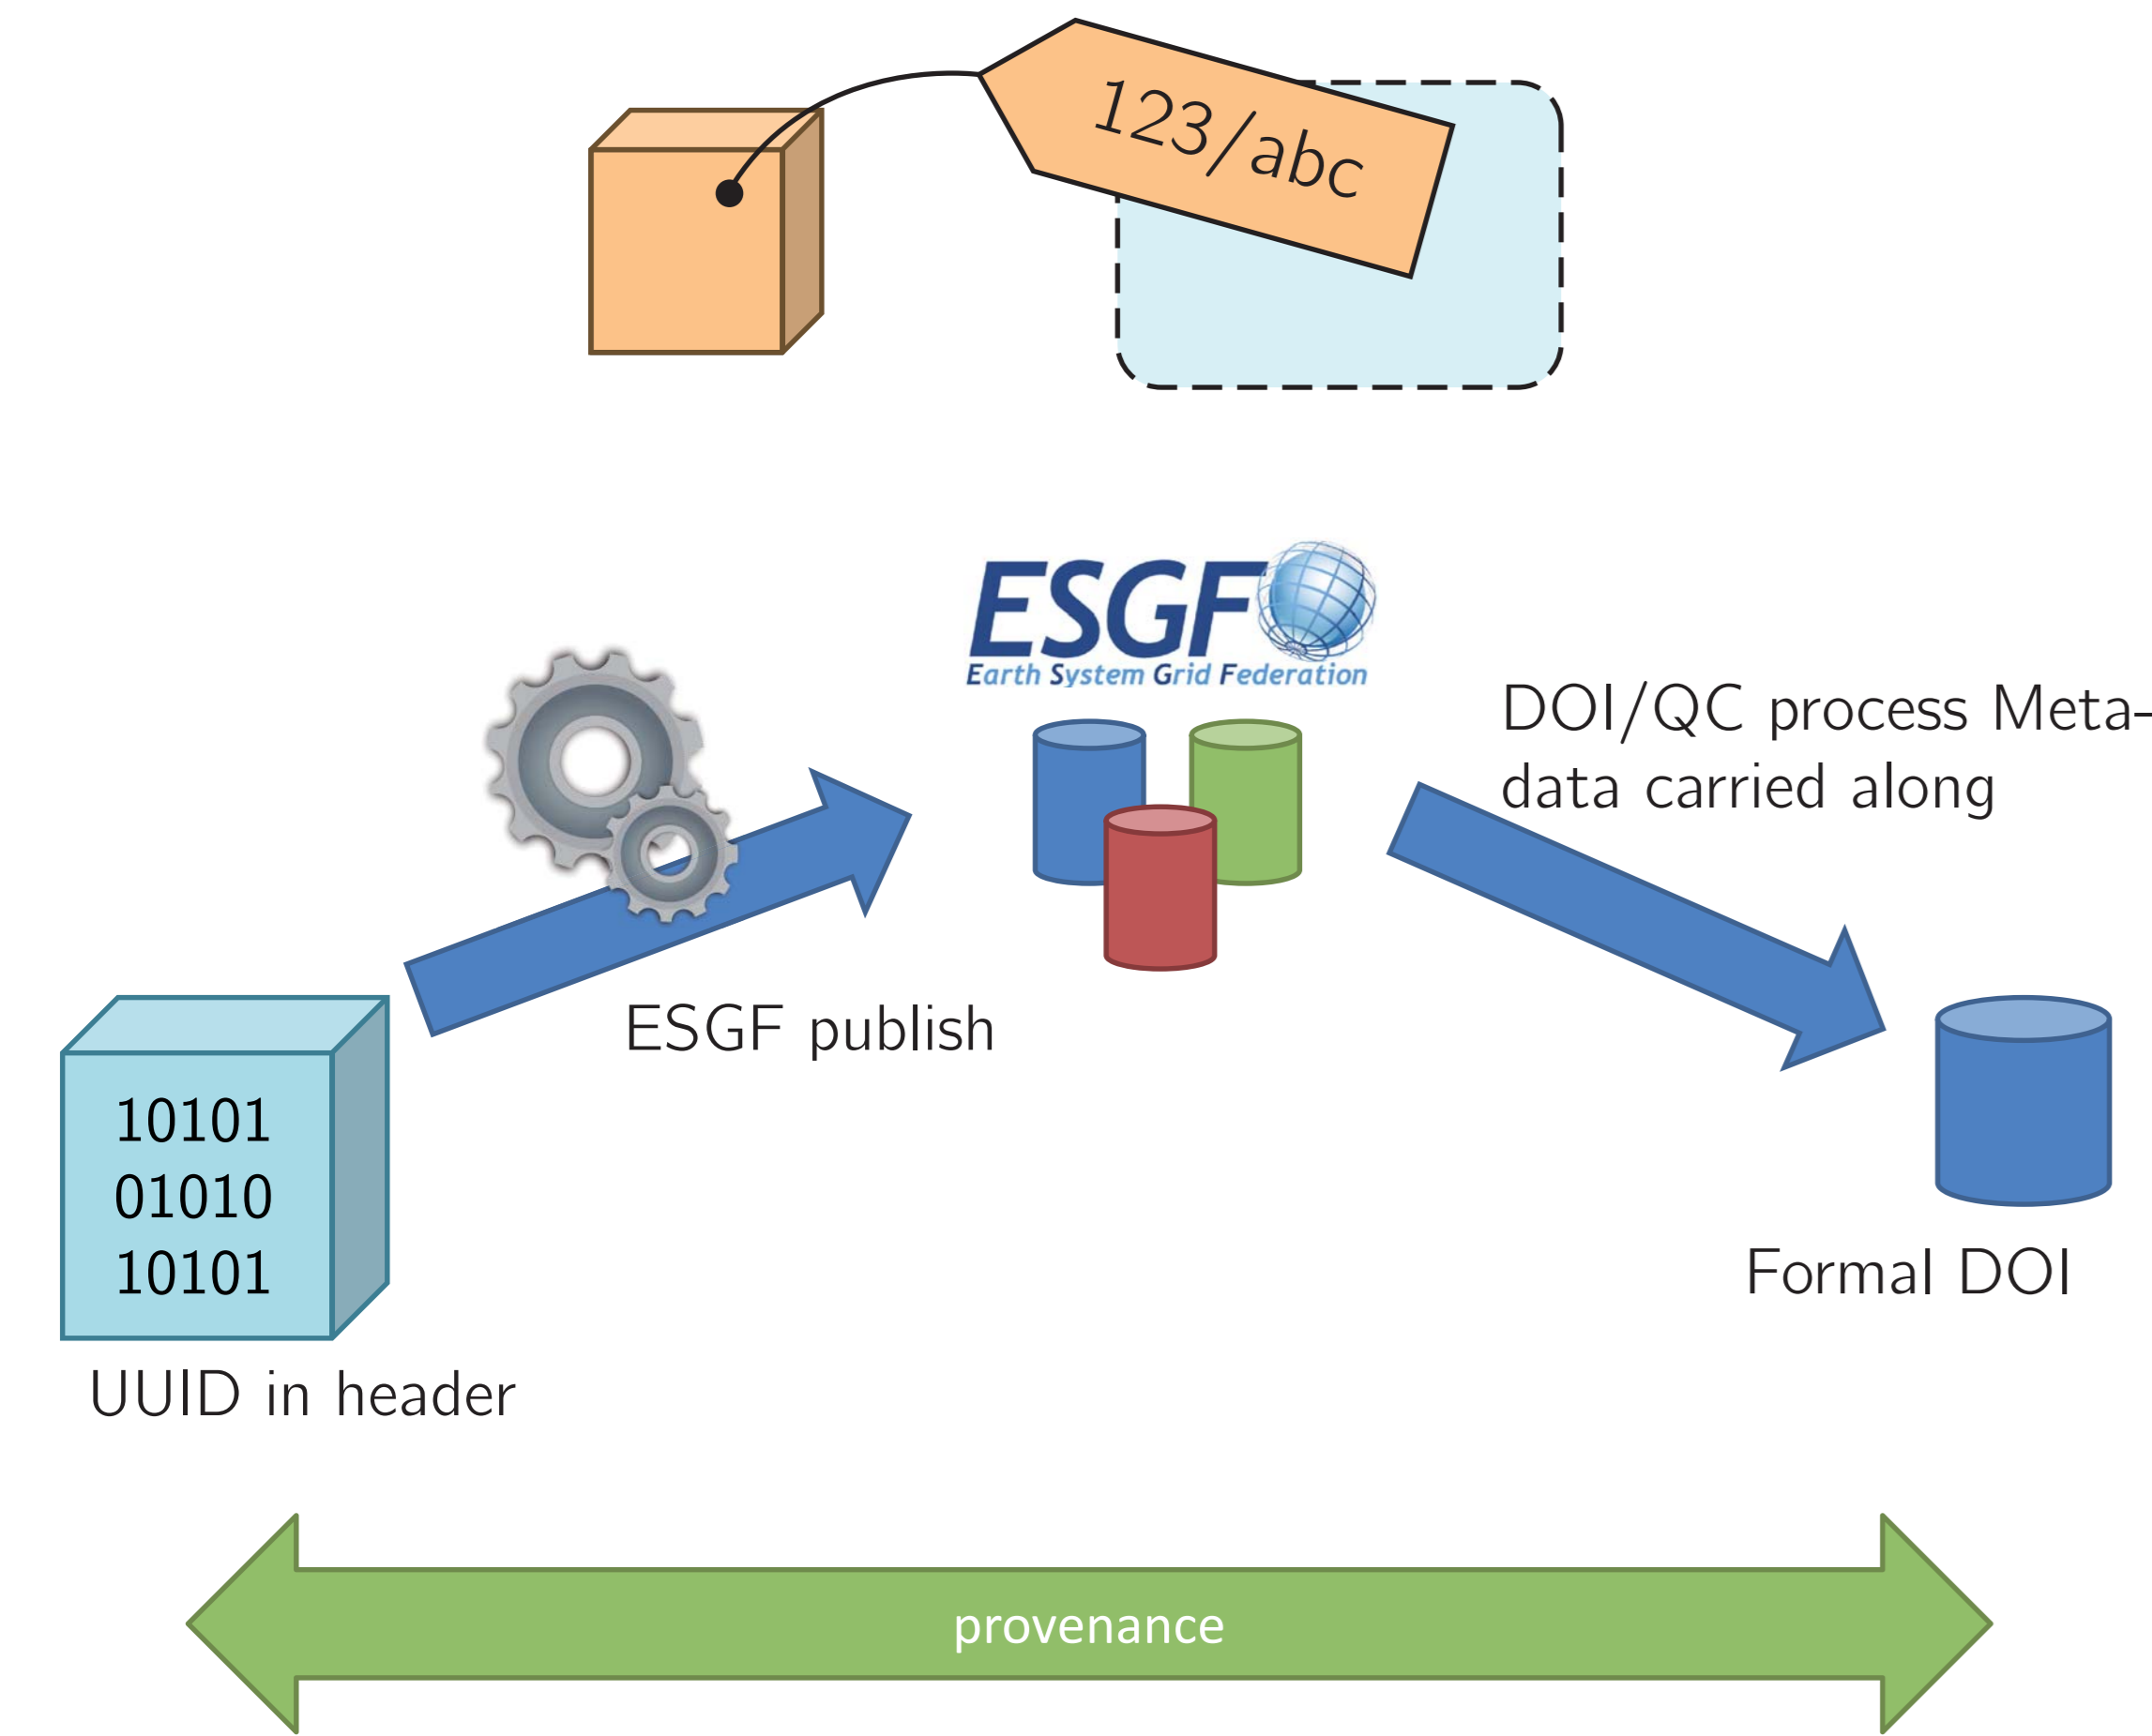 123/abc
ESGF
Earth System Grid Federation
DOI/QC process Meta-
data carried along
ESGF publish
10101
01010
10101
Formal DOI
UUID in header
provenance